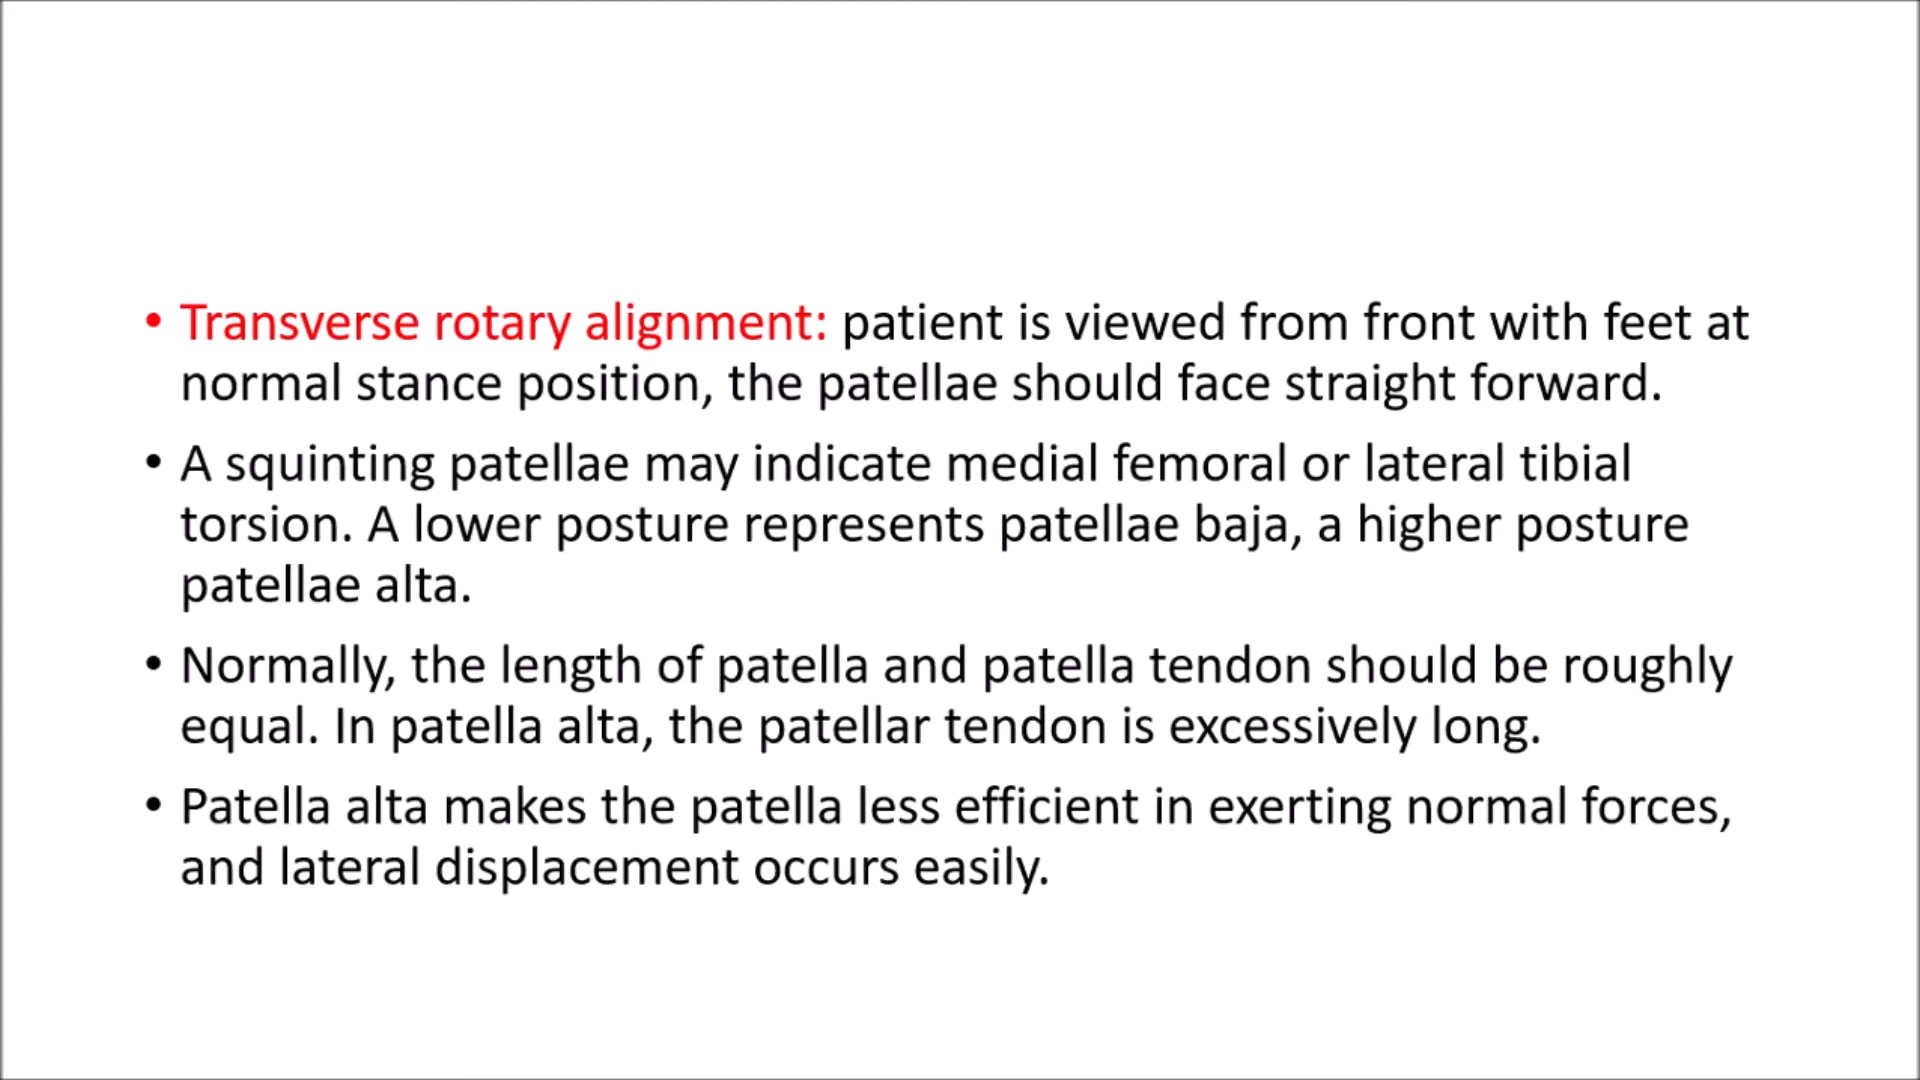 • Transverse rotary alignment: patient is viewed from front with feet at
normal stance position, the patellae should face straight forward.
• A squinting patellae may indicate medial femoral or lateral tibial
torsion. A lower posture represents patellae baja, a higher posture
patellae alta.
• Normally, the length of patella and patella tendon should be roughly
equal. In patella alta, the patellar tendon is excessively long.
• Patella alta makes the patella less efficient in exerting normal forces,
and lateral displacement occurs easily.